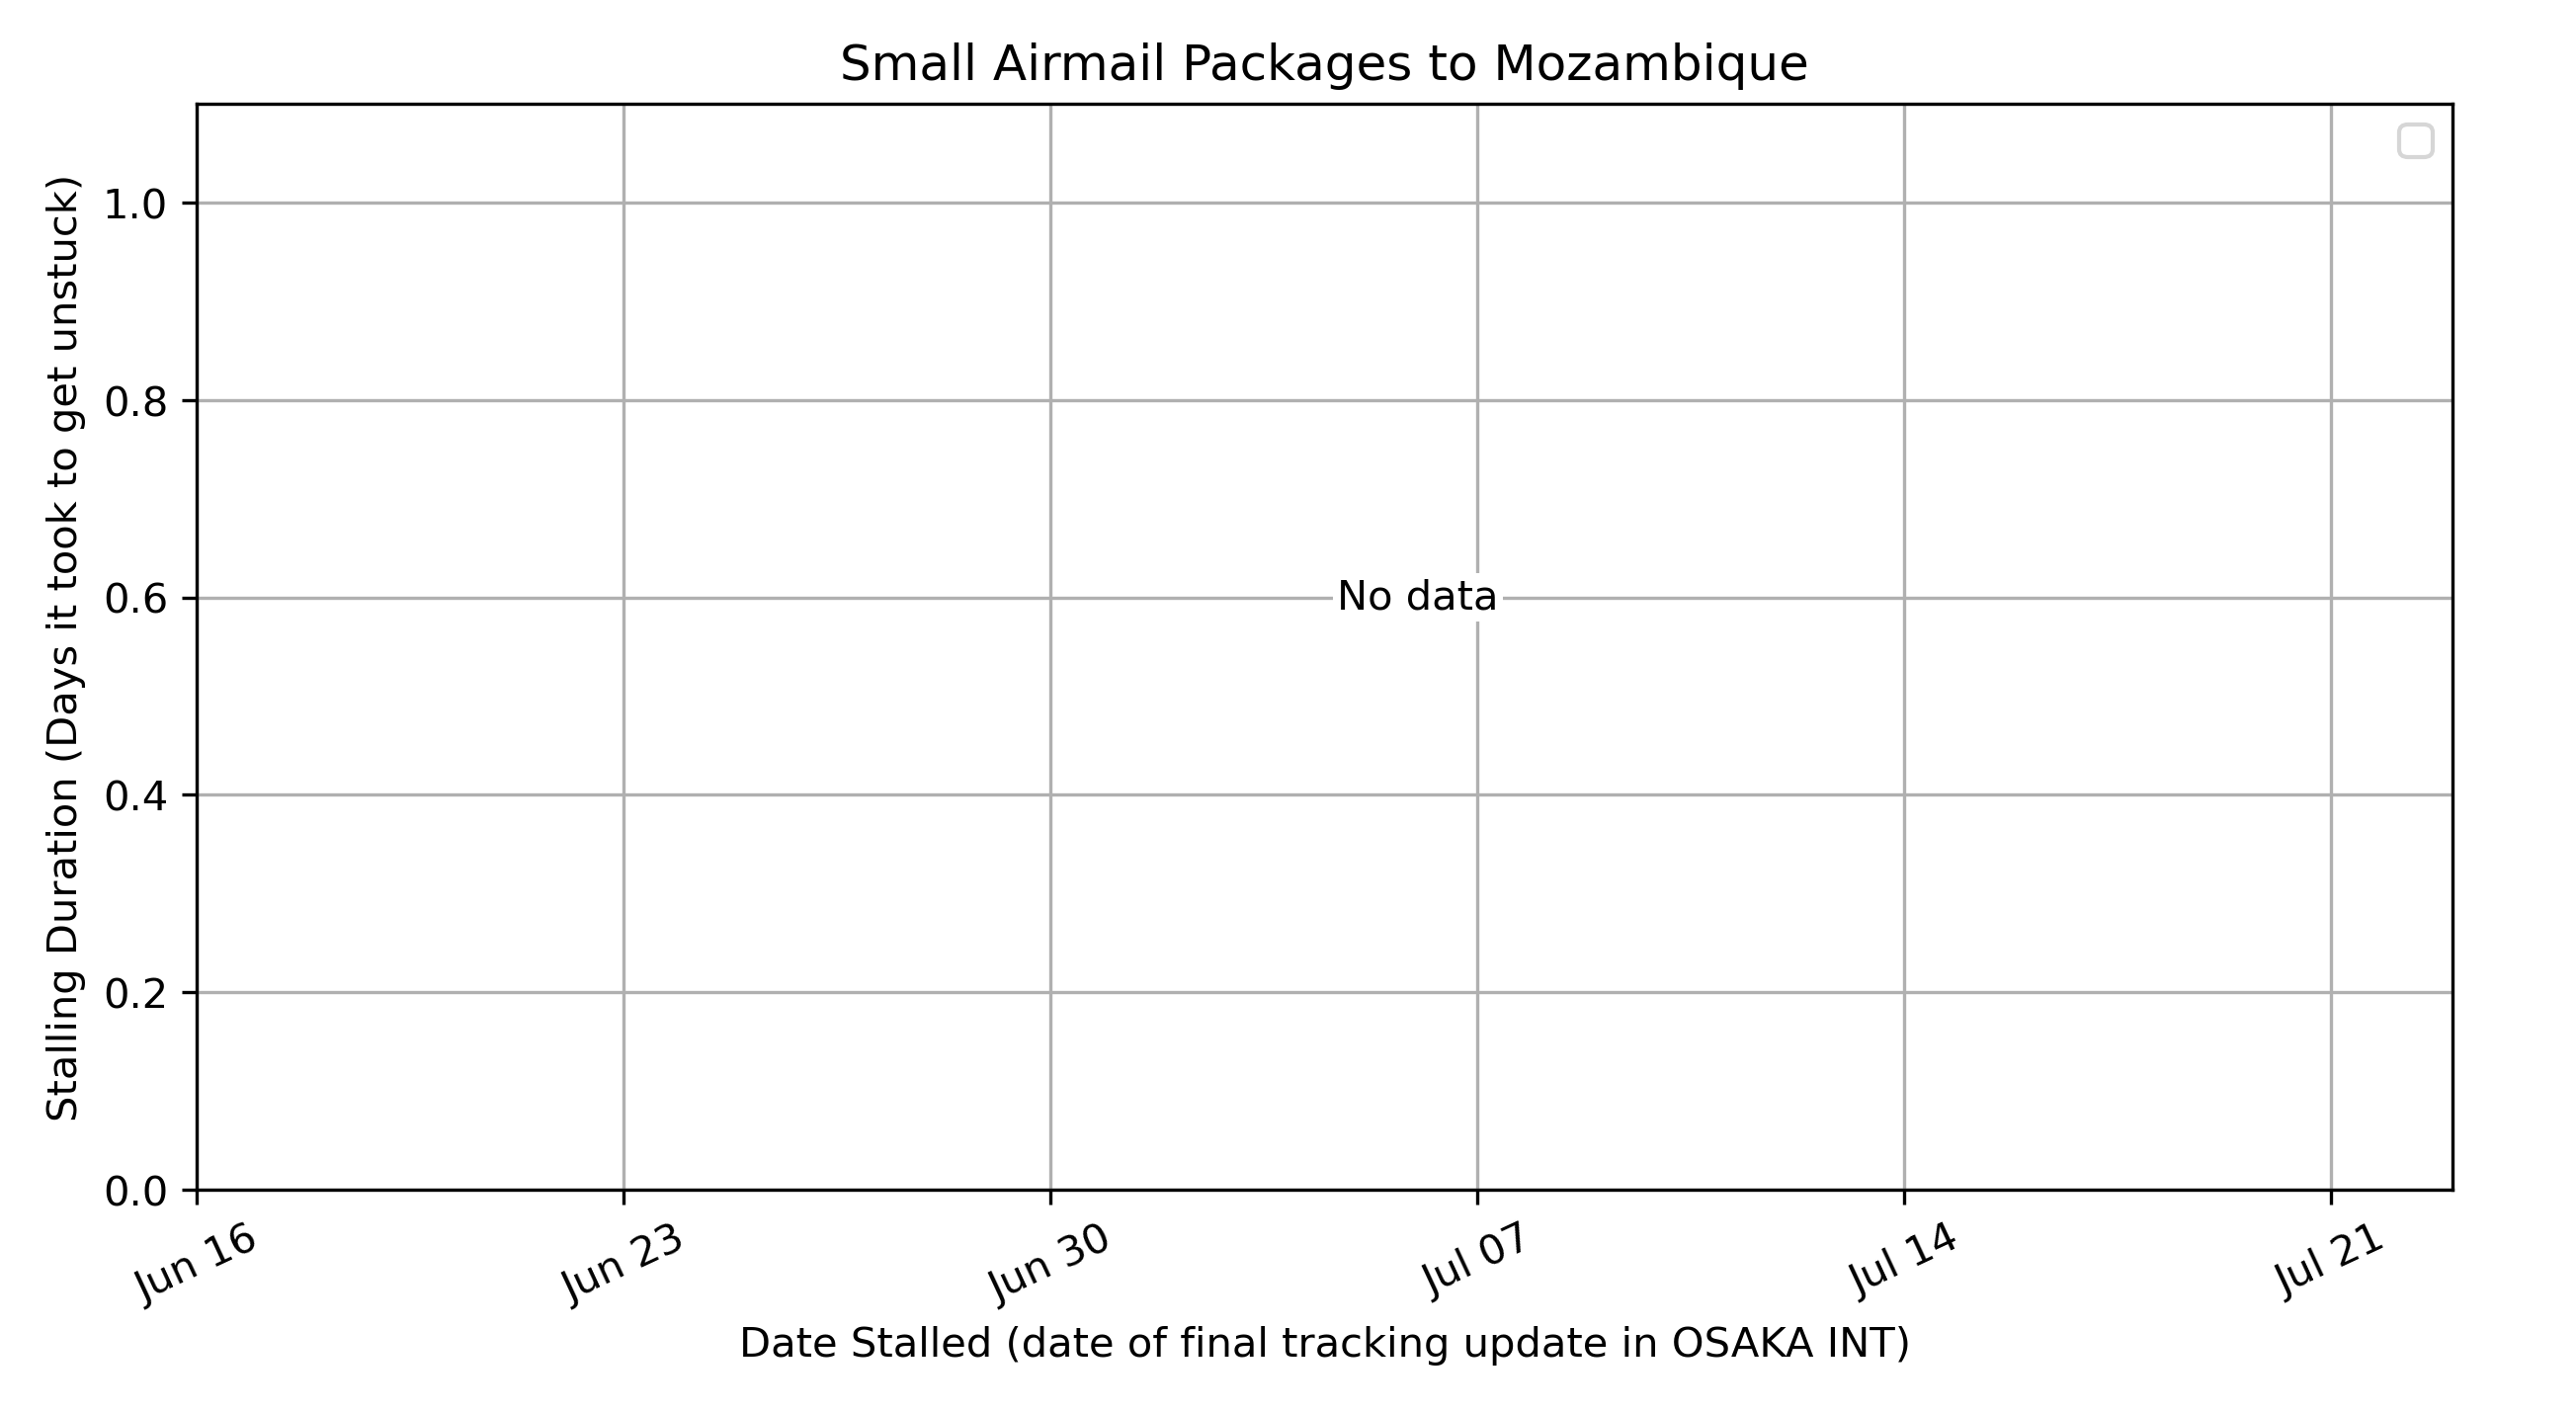 Small Airmail Packages to Mozambique
Stalling Duration (Days it took to get unstuck)
1.0
0.8
0.6
0.4
0.2
0.0
No data
Jun 16
Jun 23
Jun 30
Jul 07
Jul 14
Jul 21
Date Stalled (date of final tracking update in OSAKA INT)